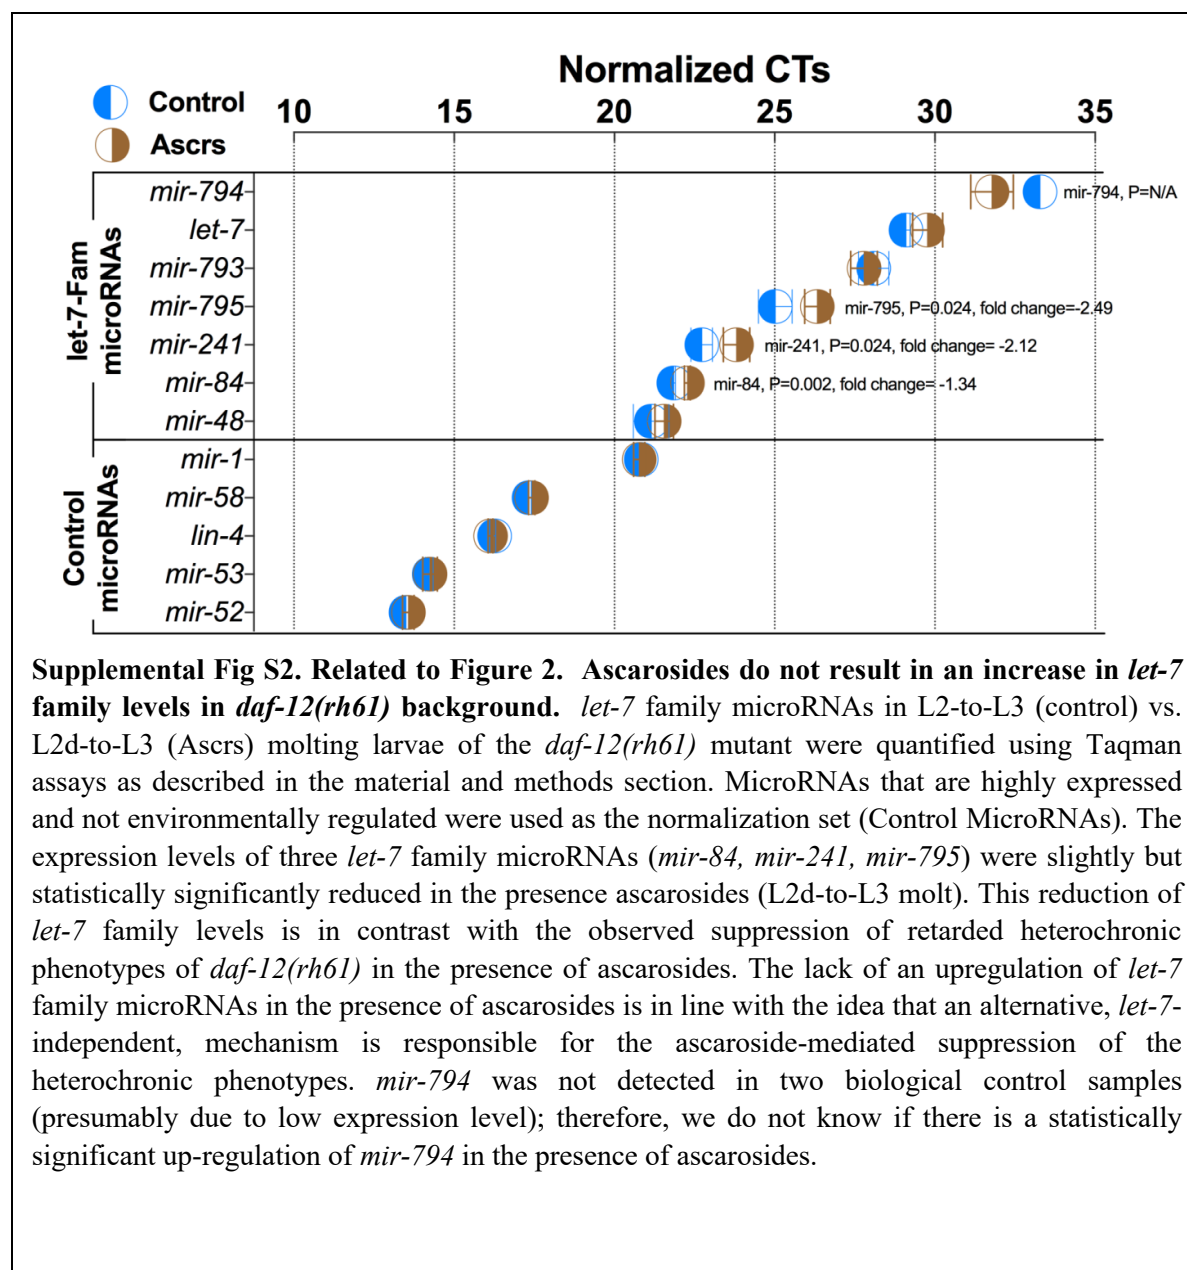 Normalized CTs
Control
Ascrs
10 15 20 25 30 35
let-7-Fam
microRNAs
mir-794
mir-794, P=N/A
let-7
mir-793
mir-795
mir-795, P=0.024, fold change=-2.49
mir-241
mir-241, P=0.024, fold change= -2.12
mir-84
mir-84, P=0.002, fold change= -1.34
mir-48
Control
microRNAs
mir-1
mir-58
lin-4
mir-53
mir-52
Supplemental Fig S2. Related to Figure 2. Ascarosides do not result in an increase in let-7
family levels in daf-12(rh61) background. let-7 family microRNAs in L2-to-L3 (control) vs.
L2d-to-L3 (Ascrs) molting larvae of the daf-12(rh61) mutant were quantified using Taqman
assays as described in the material and methods section. MicroRNAs that are highly expressed
and not environmentally regulated were used as the normalization set (Control MicroRNAs). The
expression levels of three let-7 family microRNAs (mir-84, mir-241, mir-795) were slightly but
statistically significantly reduced in the presence ascarosides (L2d-to-L3 molt). This reduction of
let-7 family levels is in contrast with the observed suppression of retarded heterochronic
phenotypes of daf-12(rh61) in the presence of ascarosides. The lack of an upregulation of let-7
family microRNAs in the presence of ascarosides is in line with the idea that an alternative, let-7-
independent, mechanism is responsible for the ascaroside-mediated suppression of the
heterochronic phenotypes. mir-794 was not detected in two biological control samples
(presumably due to low expression level); therefore, we do not know if there is a statistically
significant up-regulation of mir-794 in the presence of ascarosides.